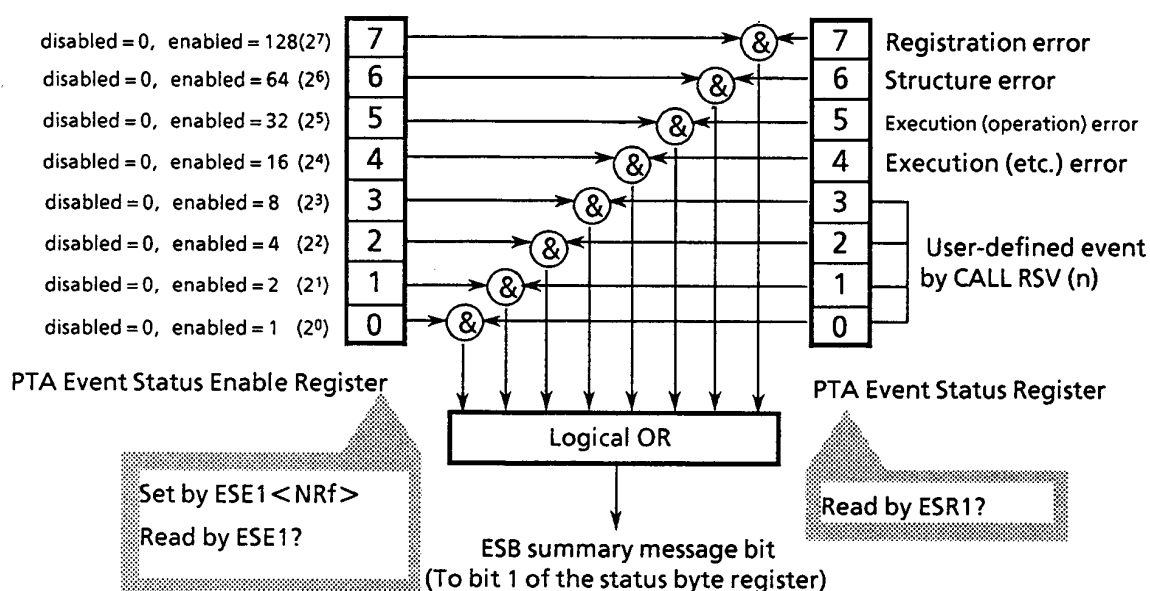 disabled = 0, enabled = 128(2⁷) 7 & 7 Registration error
disabled = 0, enabled = 64 (2⁶) 6 & 6 Structure error
disabled = 0, enabled = 32 (2⁵) 5 & 5 Execution (operation) error
disabled = 0, enabled = 16 (2⁴) 4 & 4 Execution (etc.) error
disabled = 0, enabled = 8 (2³) 3 & 3
disabled = 0, enabled = 4 (2²) 2 & 2 User-defined event
disabled = 0, enabled = 2 (2¹) 1 & 1 by CALL RSV (n)
disabled = 0, enabled = 1 (2⁰) 0 & 0
PTA Event Status Enable Register
PTA Event Status Register
Logical OR
Set by ESE1<NRf>
Read by ESE1?
Read by ESR1?
ESB summary message bit
(To bit 1 of the status byte register)